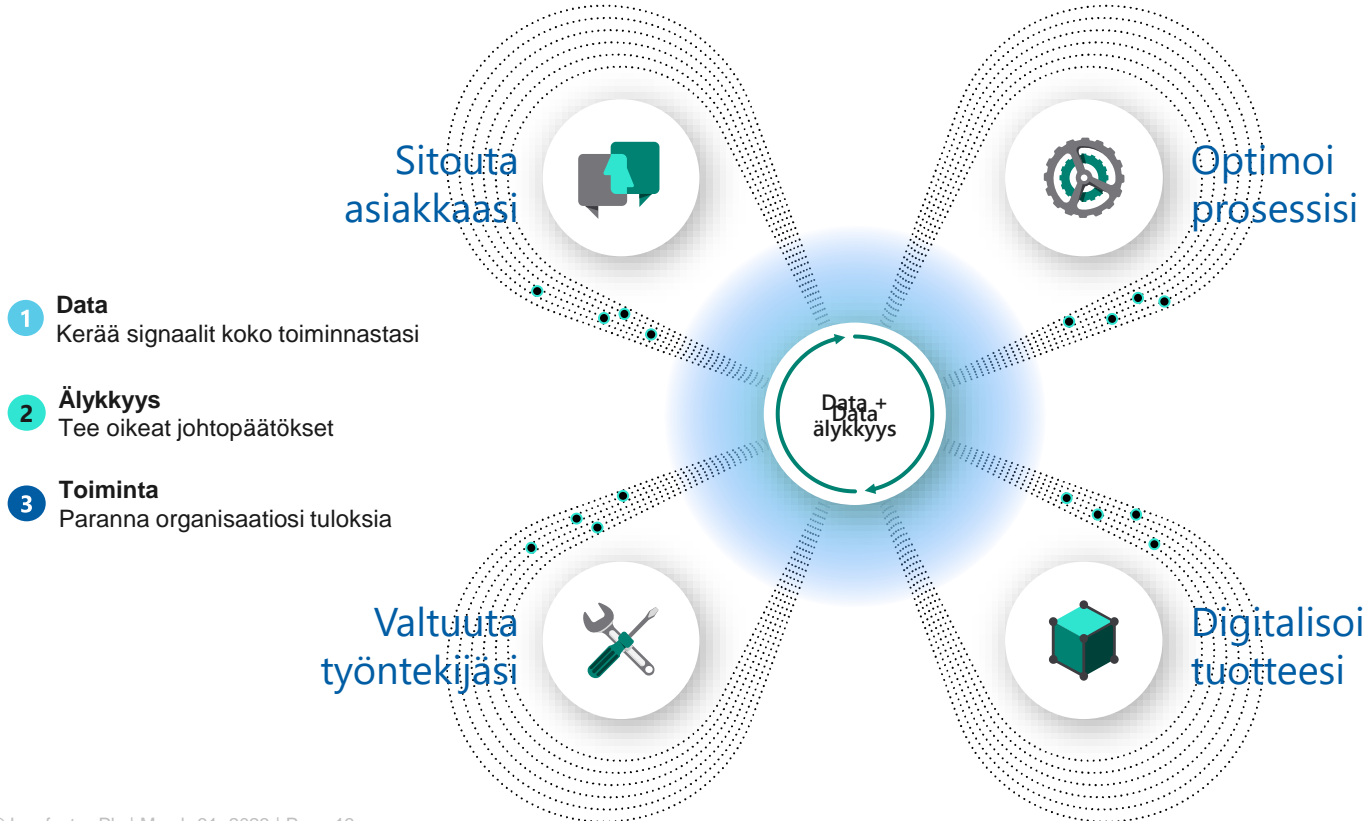 Sitouta
asiakkaasi
Optimoi
prosessisi
1
Data
Kerää signaalit koko toiminnastasi
2
Älykkyys
Tee oikeat johtopäätökset
3
Toiminta
Paranna organisaatiosi tuloksia
Data +
Data
älykkyys
Valtuuta
työntekijäsi
Digitalisoi
tuotteesi